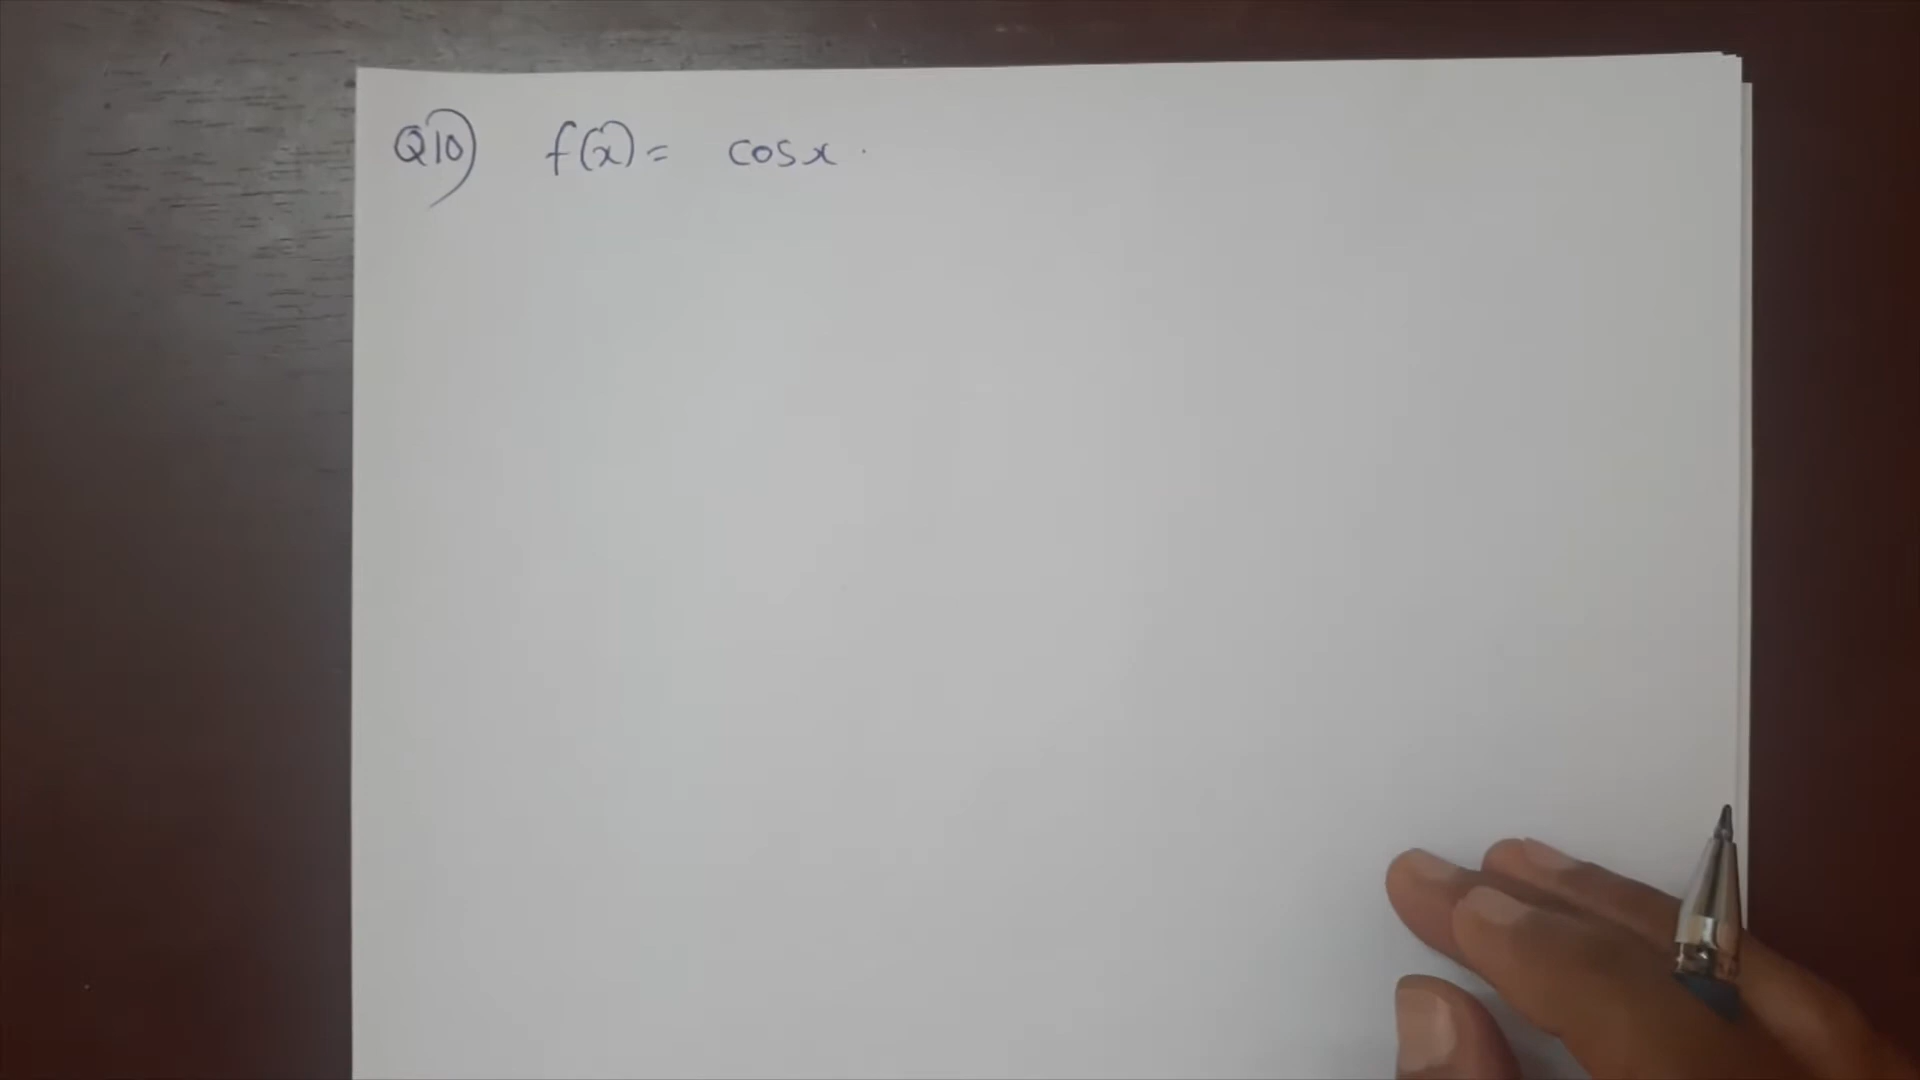 Q10) f(x) = cos x .